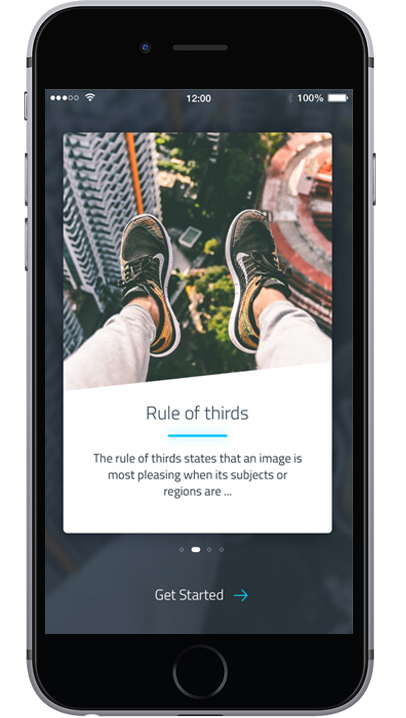 12:00
100%
Rule of thirds
The rule of thirds states that an image is
most pleasing when its subjects or
regions are ...
Get Started